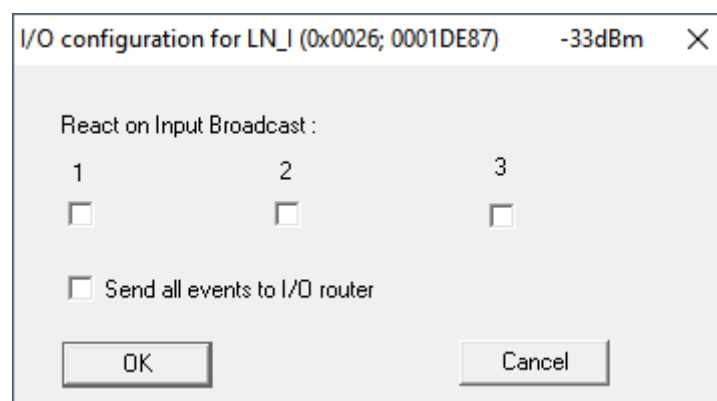 I/O configuration for LN_I (0x0026; 0001DE87) -33dBm
React on Input Broadcast :
1 2 3
Send all events to I/O router
OK Cancel